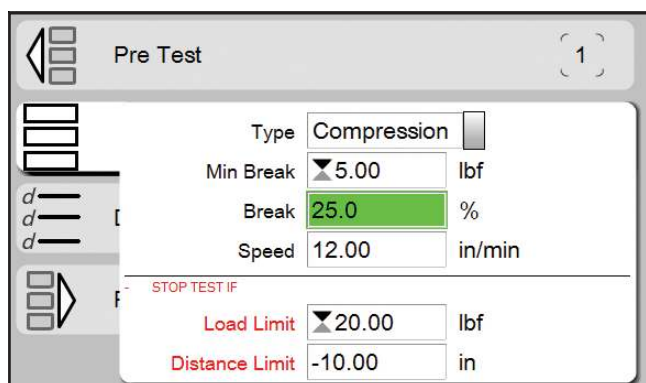 Pre Test 1
Type Compression
Min Break 5.00 lbf
d
d D
d
Break 25.0 %
Speed 12.00 in/min
- STOP TEST IF
Load Limit 20.00 lbf
Distance Limit -10.00 in